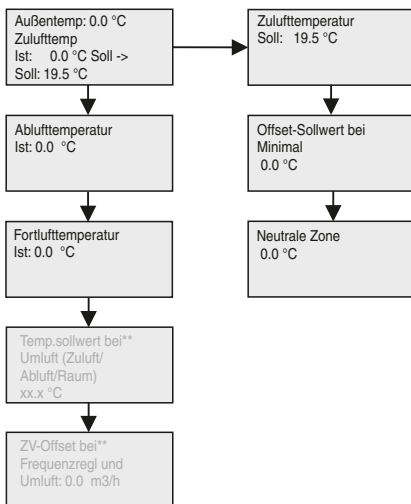 Außentemp: 0.0 °C
Zulufttemp
Ist: 0.0 °C Soll ->
Soll: 19.5 °C
Zulufttemperatur
Soll: 19.5 °C
Ablufttemperatur
Ist: 0.0 °C
Offset-Sollwert bei
Minimal
0.0 °C
Fortlufttemperatur
Ist: 0.0 °C
Neutrale Zone
0.0 °C
Temp.sollwert bei**
Umluft (Zuluft/
Abluft/Raum)
xx.x °C
ZV-Offset bei**
Frequenzregl und
Umluft: 0.0 m3/h